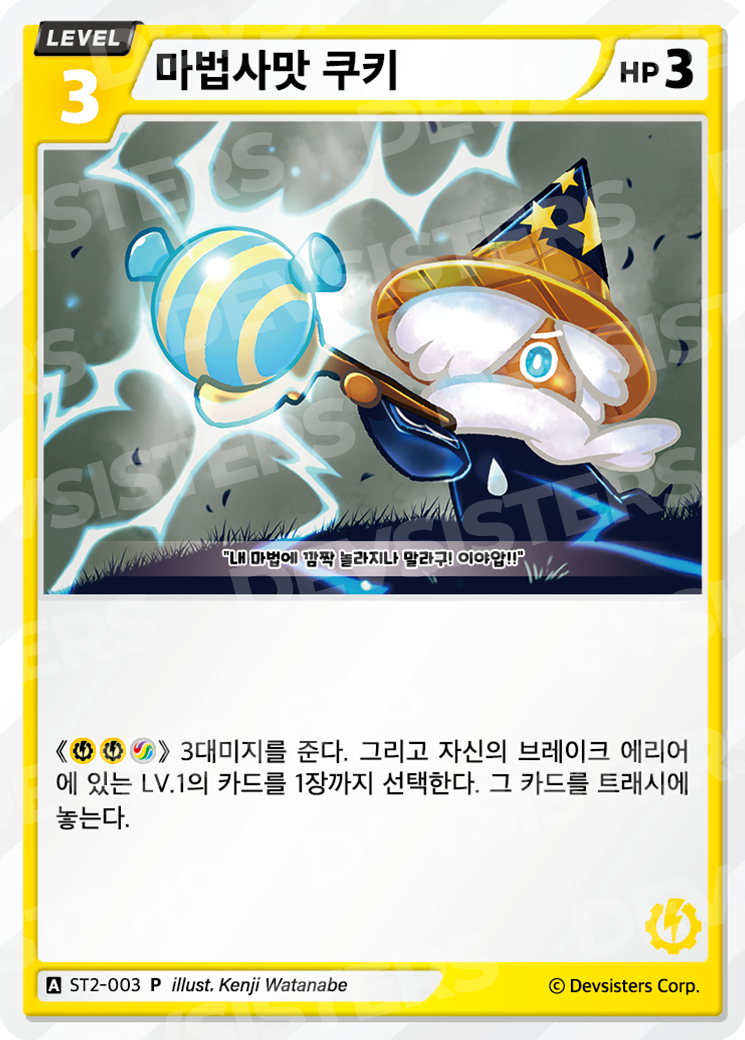 LEVEL
3
마법사맛 쿠키
HP 3
"내 마법에 깜짝 놀라지나 말라구! 이야압!!"
《 》 3대미지를 준다. 그리고 자신의 브레이크 에리어
에 있는 LV.1의 카드를 1장까지 선택한다. 그 카드를 트래시에
놓는다.
A ST2-003 P illust. Kenji Watanabe
© Devsisters Corp.
DEVSISTERS